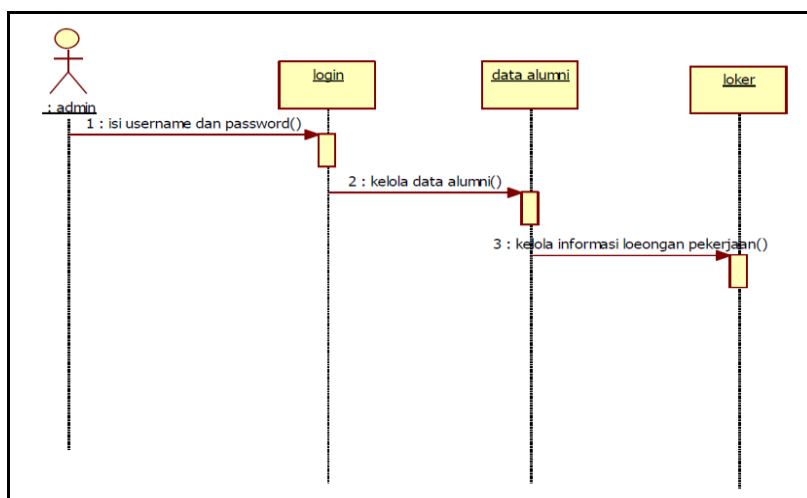 login
data alumni
loker
: admin
1 : isi username dan password()
2 : kelola data alumni()
3 : kelola informasi loeongan pekerjaan()